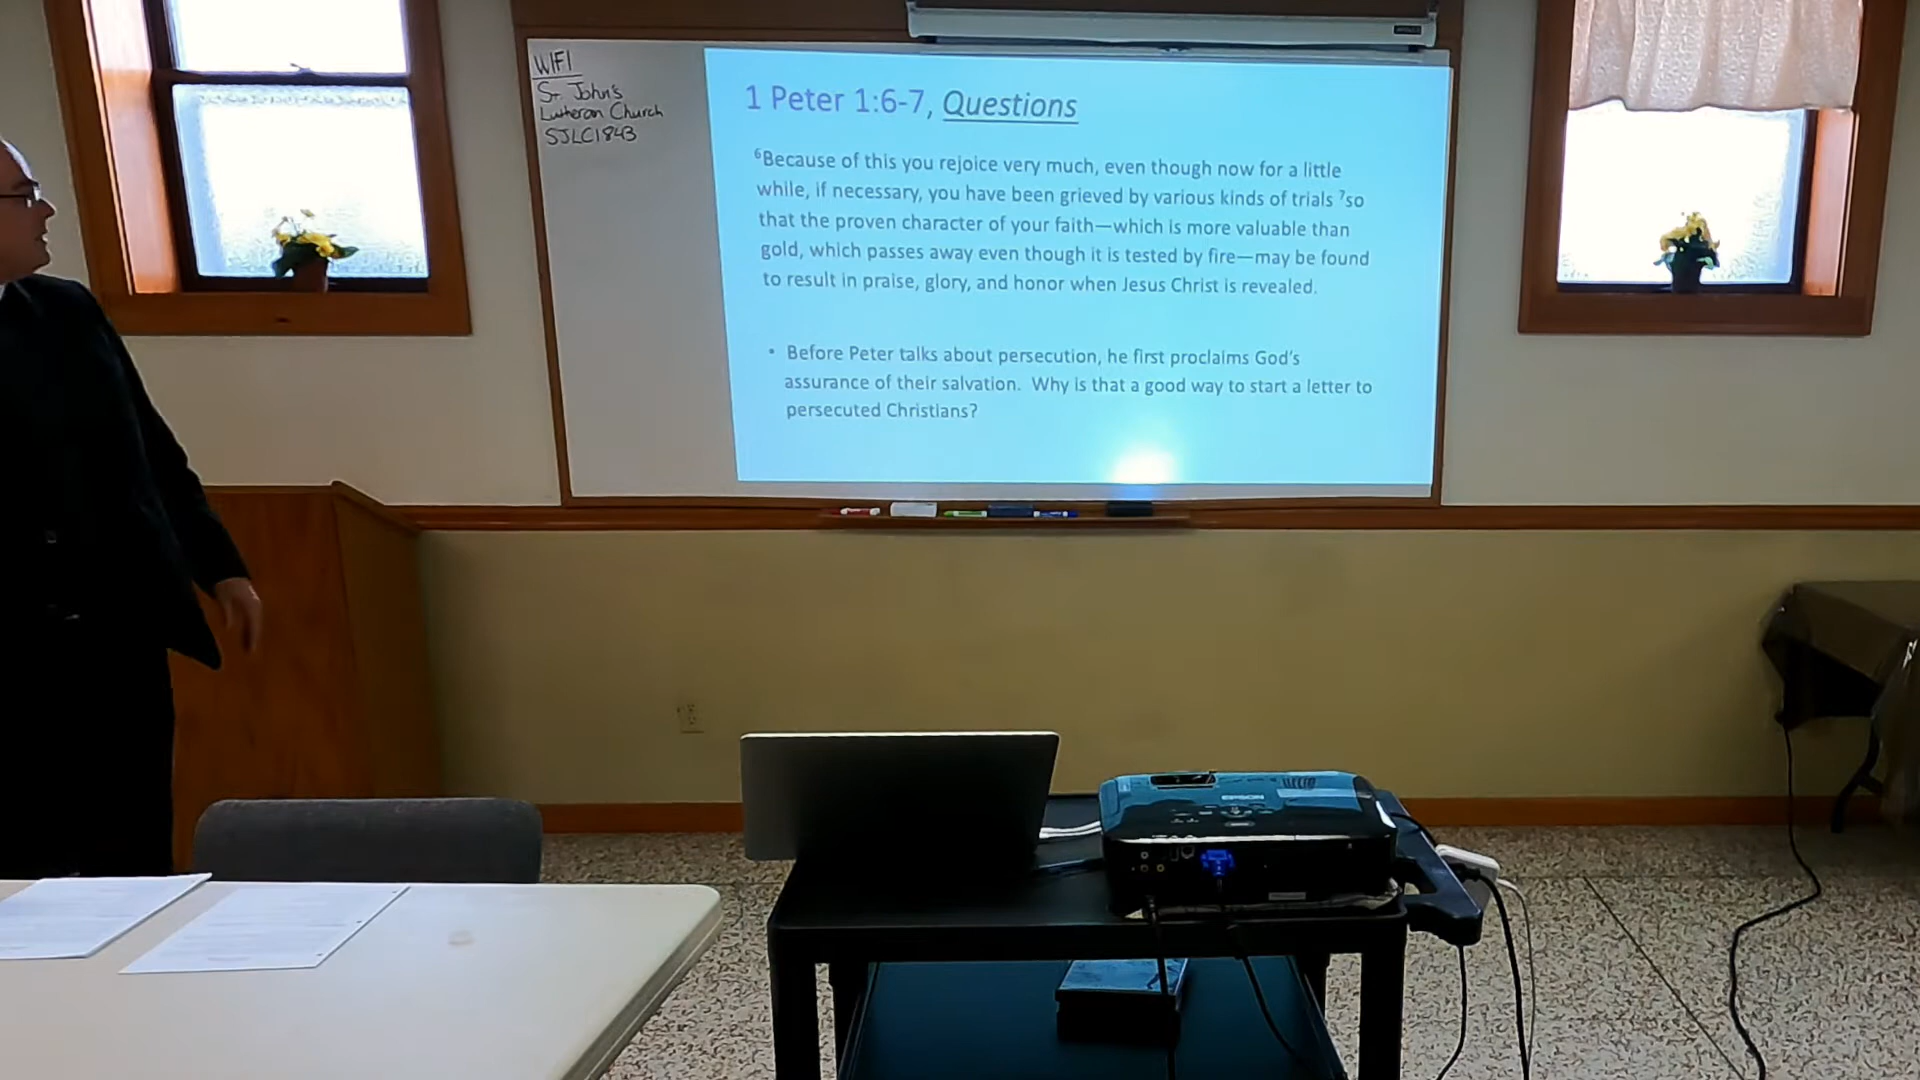 WIFI
St. John's
Lutheran Church
SJLC1843
1 Peter 1:6-7, Questions
⁶Because of this you rejoice very much, even though now for a little
while, if necessary, you have been grieved by various kinds of trials ⁷so
that the proven character of your faith—which is more valuable than
gold, which passes away even though it is tested by fire—may be found
to result in praise, glory, and honor when Jesus Christ is revealed.
• Before Peter talks about persecution, he first proclaims God's
assurance of their salvation. Why is that a good way to start a letter to
persecuted Christians?
EPSON